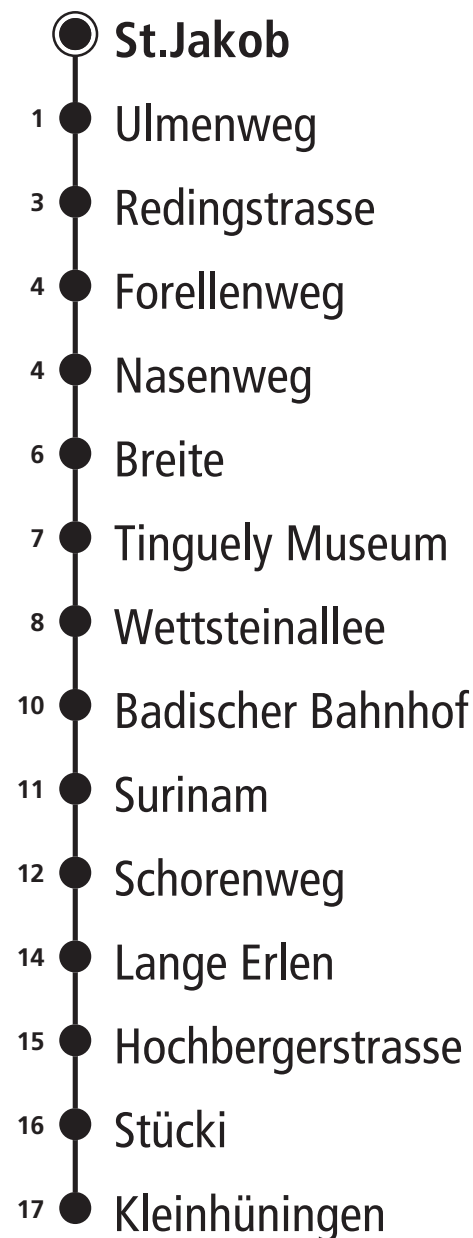 St.Jakob
1 Ulmenweg
3 Redingstrasse
4 Forellenweg
4 Nasenweg
6 Breite
7 Tinguely Museum
8 Wettsteinallee
10 Badischer Bahnhof
11 Surinam
12 Schorenweg
14 Lange Erlen
15 Hochbergerstrasse
16 Stücki
17 Kleinhüningen